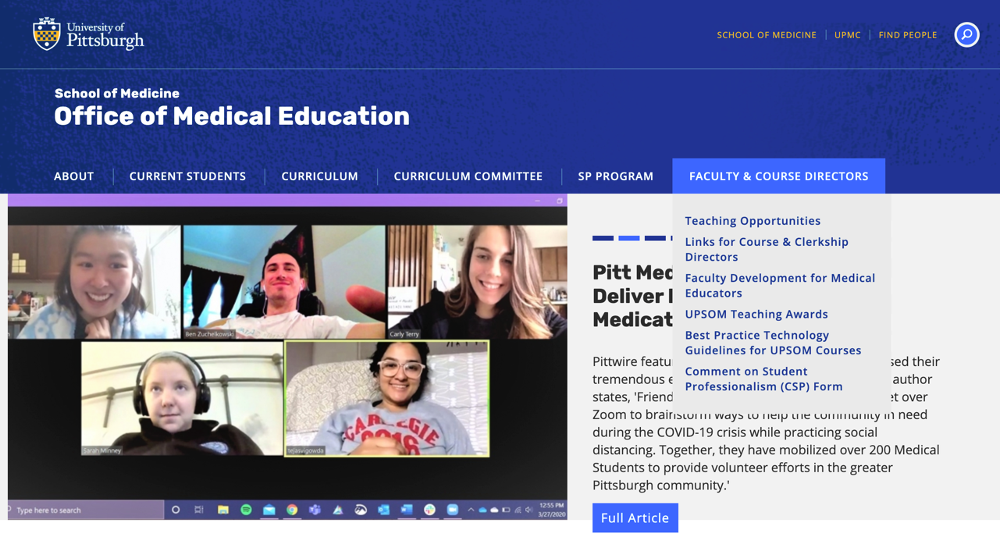 University of
Pittsburgh
SCHOOL OF MEDICINE
UPMC
FIND PEOPLE
School of Medicine
Office of Medical Education
ABOUT
CURRENT STUDENTS
CURRICULUM
CURRICULUM COMMITTEE
SP PROGRAM
FACULTY & COURSE DIRECTORS
Teaching Opportunities
Links for Course & Clerkship
Directors
Faculty Development for Medical
Educators
UPSOM Teaching Awards
Best Practice Technology
Guidelines for UPSOM Courses
Comment on Student
Professionalism (CSP) Form
Ben Zuchelkowski
Carly Terry
Sarah Minney
tejasvigowda
CARNEGIE
Type here to search
12:55 PM
3/27/2020
Pitt Med
Deliver
Medicat
Pittwire featu sed their
tremendous e author
states, 'Friend et over
Zoom to brainstorm ways to help the community in need
during the COVID-19 crisis while practicing social
distancing. Together, they have mobilized over 200 Medical
Students to provide volunteer efforts in the greater
Pittsburgh community.'
Full Article